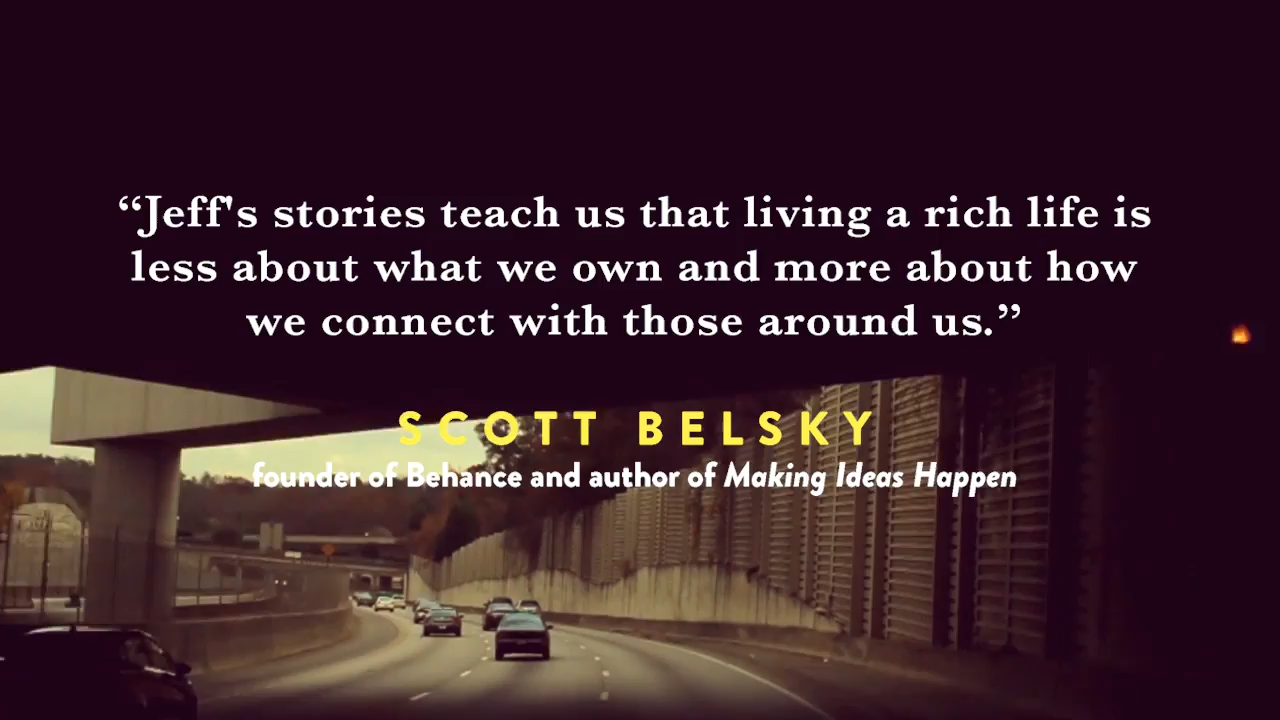 “Jeff's stories teach us that living a rich life is
less about what we own and more about how
we connect with those around us.”
SCOTT BELSKY
founder of Behance and author of Making Ideas Happen